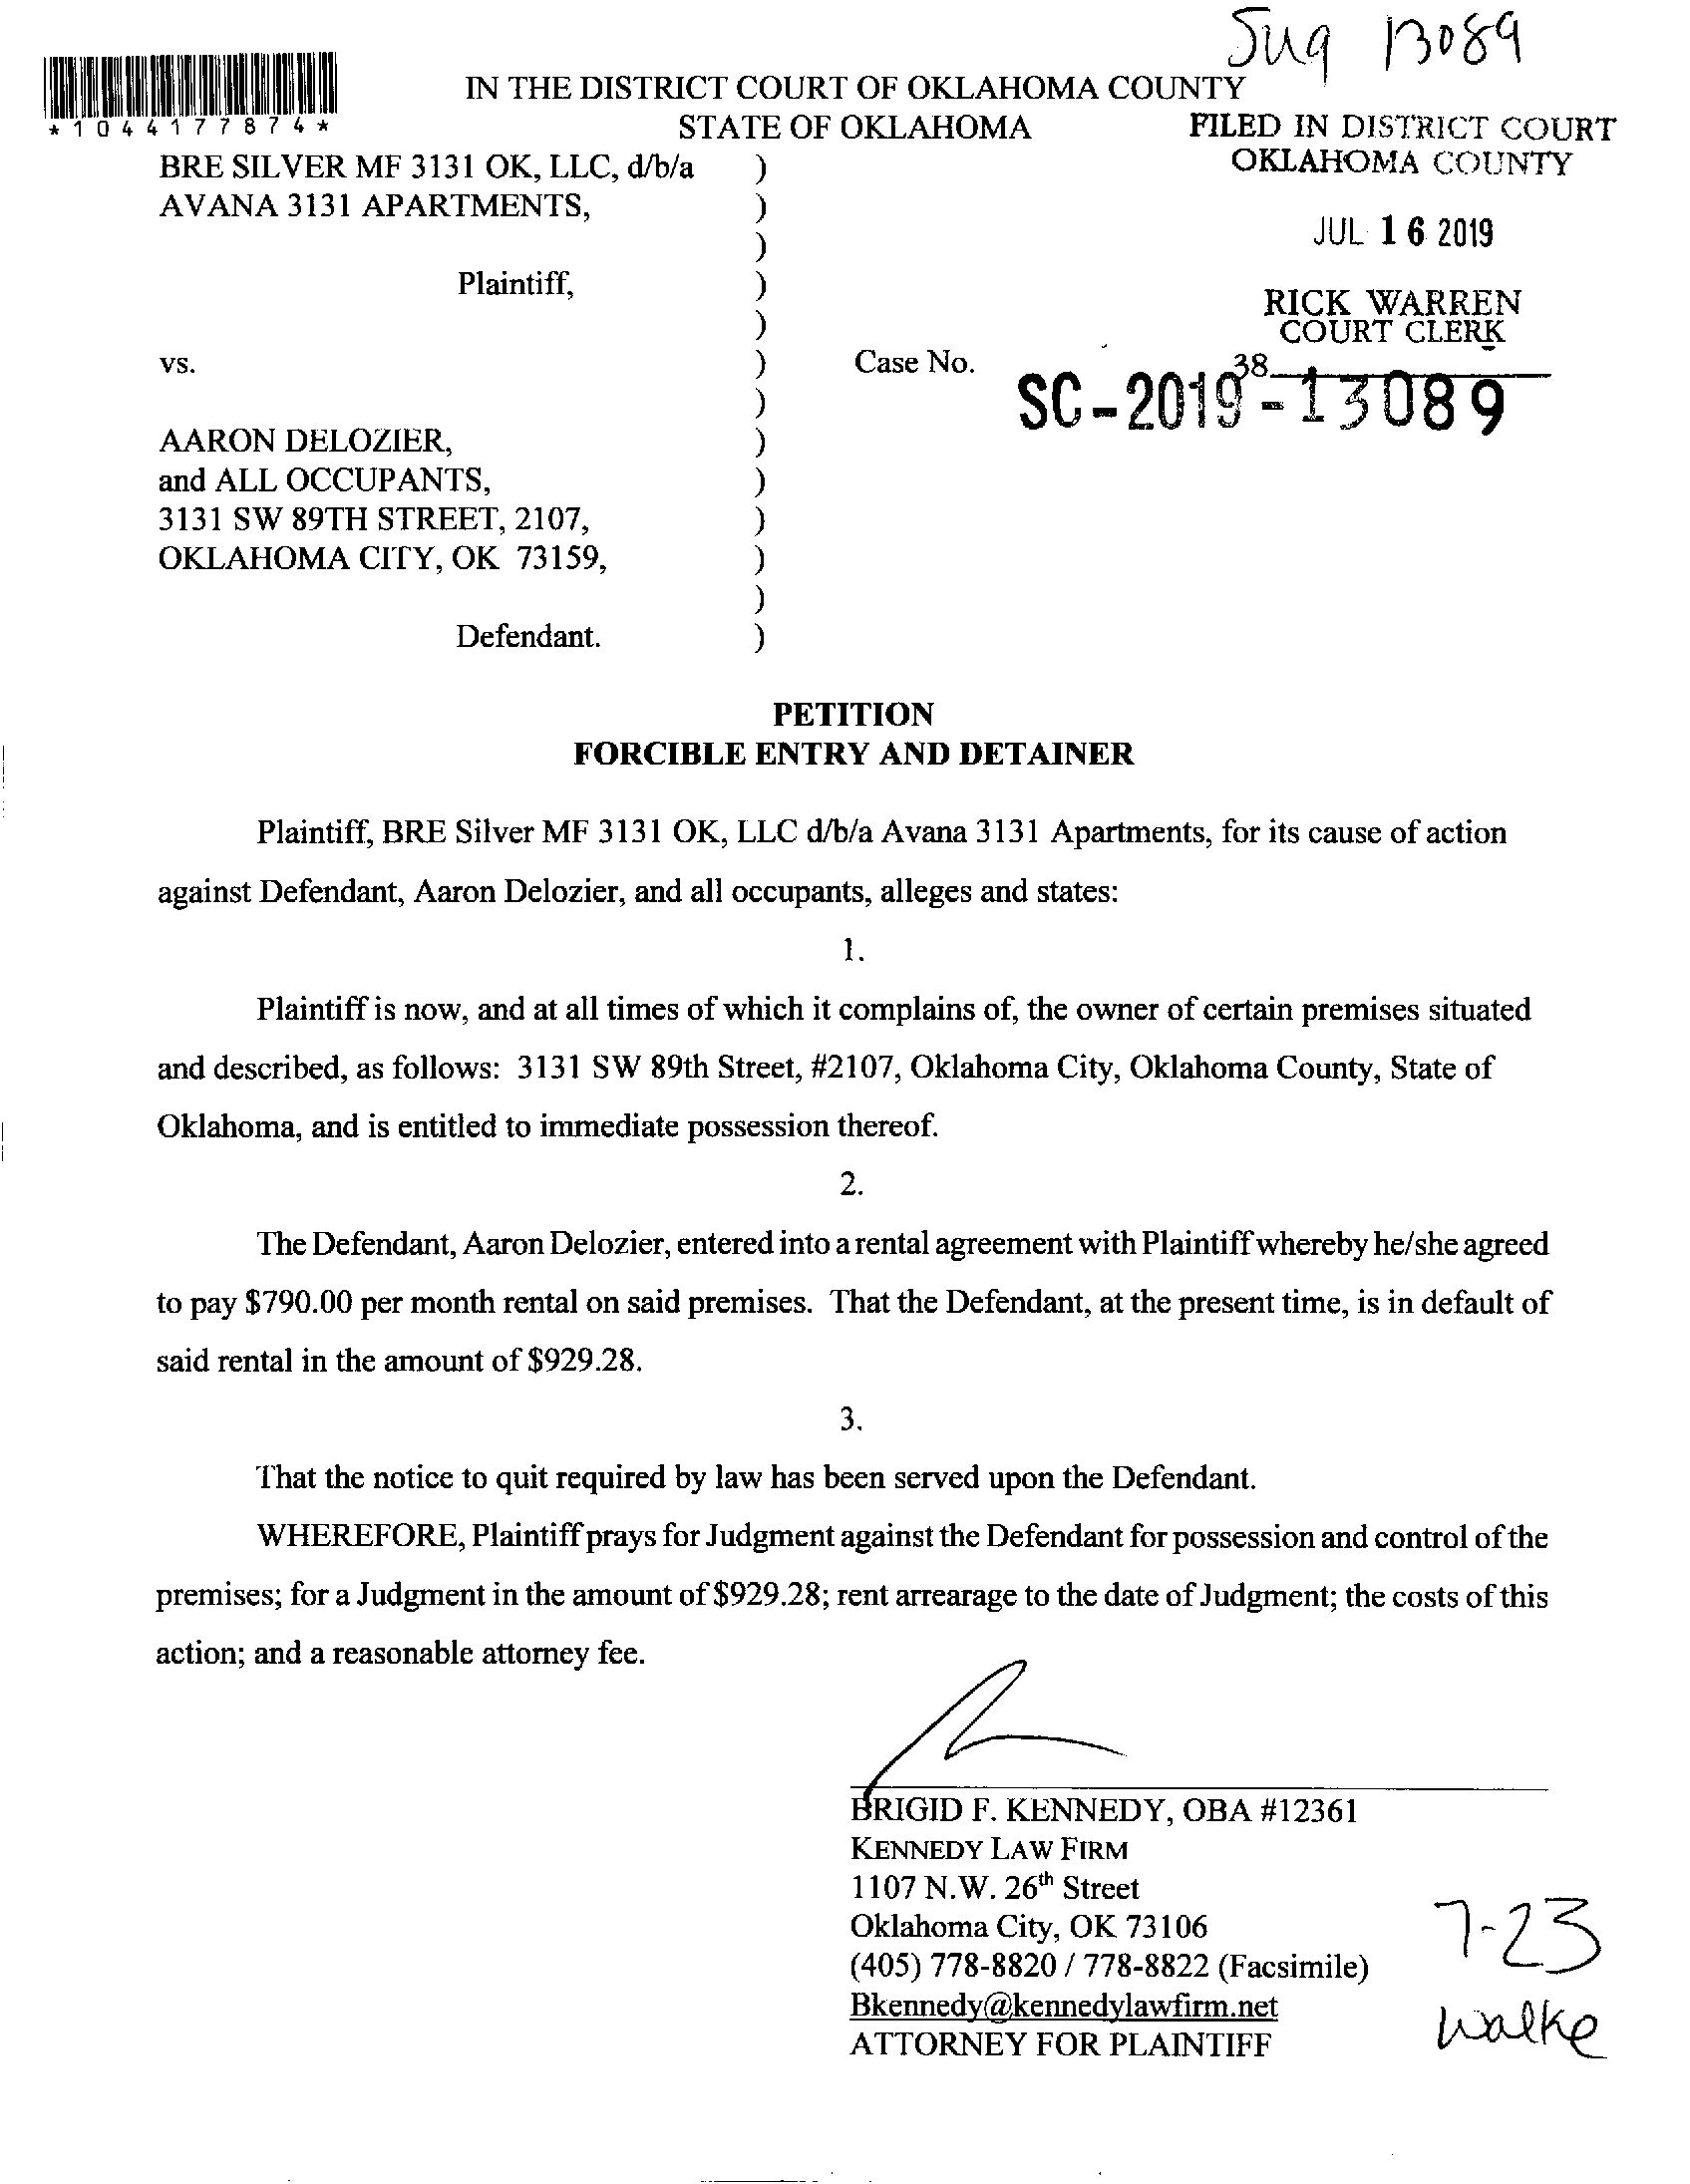 Jug 13089
IN THE DISTRICT COURT OF OKLAHOMA COUNTY
STATE OF OKLAHOMA
*1044177874*
FILED IN DISTRICT COURT
OKLAHOMA COUNTY
JUL 16 2019
RICK WARREN
COURT CLERK
38
BRE SILVER MF 3131 OK, LLC, d/b/a )
AVANA 3131 APARTMENTS, )
)
Plaintiff, )
)
vs. ) Case No. SC-2019-13089
)
AARON DELOZIER, )
and ALL OCCUPANTS, )
3131 SW 89TH STREET, 2107, )
OKLAHOMA CITY, OK 73159, )
)
Defendant. )
PETITION
FORCIBLE ENTRY AND DETAINER
Plaintiff, BRE Silver MF 3131 OK, LLC d/b/a Avana 3131 Apartments, for its cause of action
against Defendant, Aaron Delozier, and all occupants, alleges and states:
1.
Plaintiff is now, and at all times of which it complains of, the owner of certain premises situated
and described, as follows: 3131 SW 89th Street, #2107, Oklahoma City, Oklahoma County, State of
Oklahoma, and is entitled to immediate possession thereof.
2.
The Defendant, Aaron Delozier, entered into a rental agreement with Plaintiff whereby he/she agreed
to pay $790.00 per month rental on said premises. That the Defendant, at the present time, is in default of
said rental in the amount of $929.28.
3.
That the notice to quit required by law has been served upon the Defendant.
WHEREFORE, Plaintiff prays for Judgment against the Defendant for possession and control of the
premises; for a Judgment in the amount of $929.28; rent arrearage to the date of Judgment; the costs of this
action; and a reasonable attorney fee.
BRIGID F. KENNEDY, OBA #12361
KENNEDY LAW FIRM
1107 N.W. 26th Street
Oklahoma City, OK 73106
(405) 778-8820 / 778-8822 (Facsimile)
Bkennedy@kennedylawfirm.net
ATTORNEY FOR PLAINTIFF
7-23
Walke